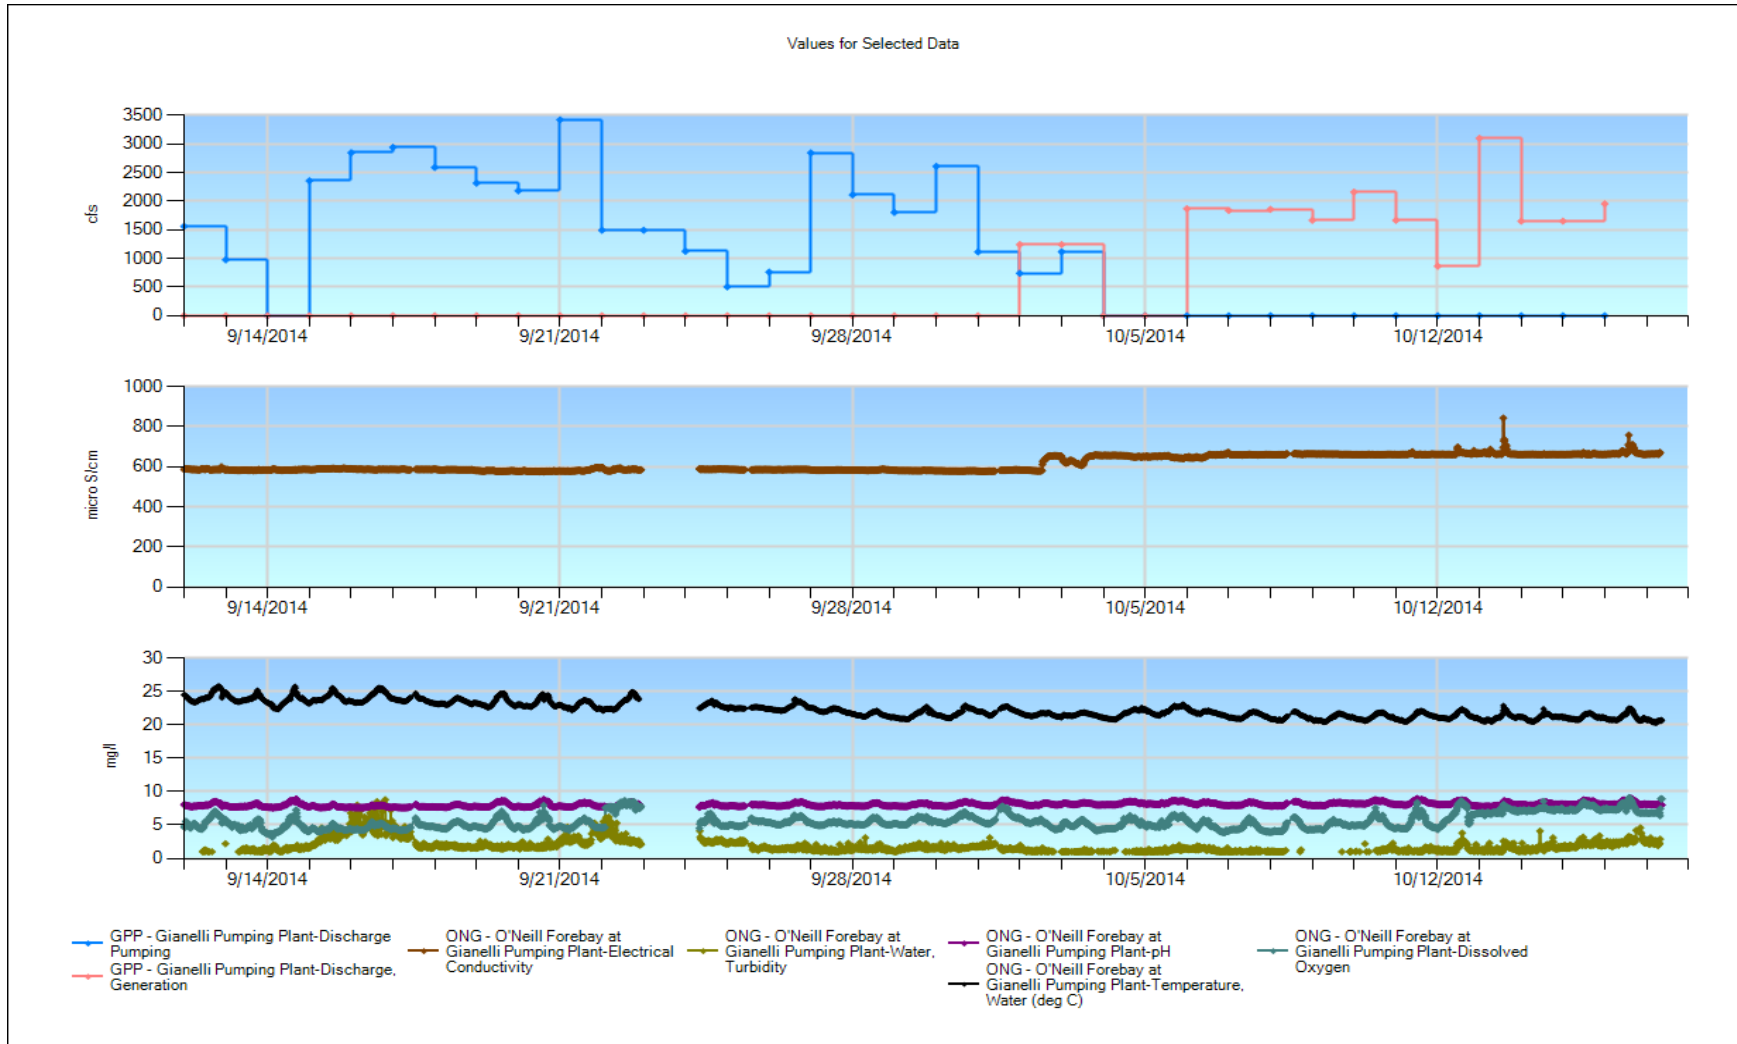 Values for Selected Data
3500
3000
2500
2000
1500
1000
500
0
cfs
9/14/2014 9/21/2014 9/28/2014 10/5/2014 10/12/2014
1000
800
600
400
200
0
micro S/cm
9/14/2014 9/21/2014 9/28/2014 10/5/2014 10/12/2014
30
25
20
15
10
5
0
mg/l
9/14/2014 9/21/2014 9/28/2014 10/5/2014 10/12/2014
GPP - Gianelli Pumping Plant-Discharge
Pumping
GPP - Gianelli Pumping Plant-Discharge,
Generation
ONG - O'Neill Forebay at
Gianelli Pumping Plant-Electrical
Conductivity
ONG - O'Neill Forebay at
Gianelli Pumping Plant-Water,
Turbidity
ONG - O'Neill Forebay at
Gianelli Pumping Plant-pH
ONG - O'Neill Forebay at
Gianelli Pumping Plant-Temperature,
Water (deg C)
ONG - O'Neill Forebay at
Gianelli Pumping Plant-Dissolved
Oxygen